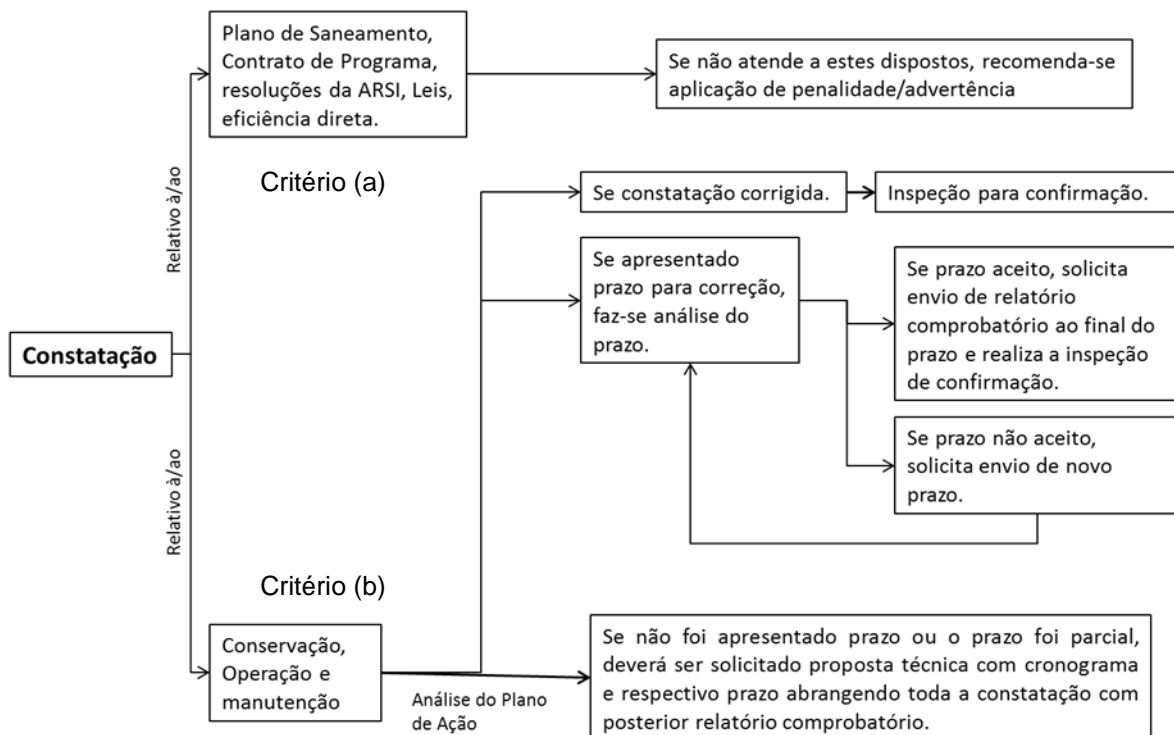 Plano de Saneamento,
Contrato de Programa,
resoluções da ARSI, Leis,
eficiência direta.
Se não atende a estes dispostos, recomenda-se
aplicação de penalidade/advertência
Relativo à/ao
Critério (a)
Se constatação corrigida.
Inspeção para confirmação.
Se apresentado
prazo para correção,
faz-se análise do
prazo.
Se prazo aceito, solicita
envio de relatório
comprobatório ao final do
prazo e realiza a inspeção
de confirmação.
Constatação
Se prazo não aceito,
solicita envio de novo
prazo.
Relativo à/ao
Critério (b)
Conservação,
Operação e
manutenção
Análise do Plano
de Ação
Se não foi apresentado prazo ou o prazo foi parcial,
deverá ser solicitado proposta técnica com cronograma
e respectivo prazo abrangendo toda a constatação com
posterior relatório comprobatório.